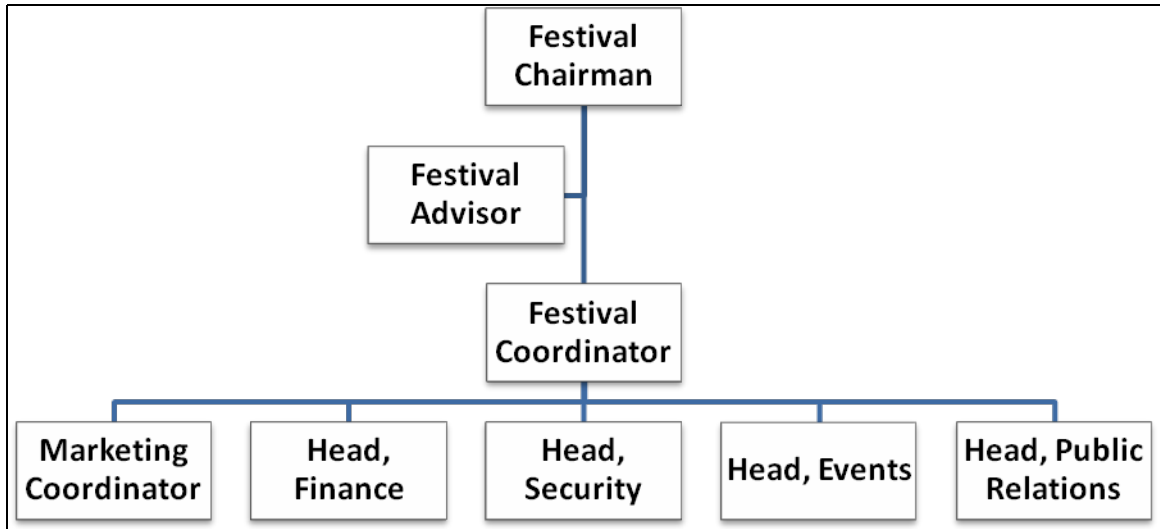 Festival
Chairman
Festival
Advisor
Festival
Coordinator
Marketing
Coordinator
Head,
Finance
Head,
Security
Head, Events
Head, Public
Relations